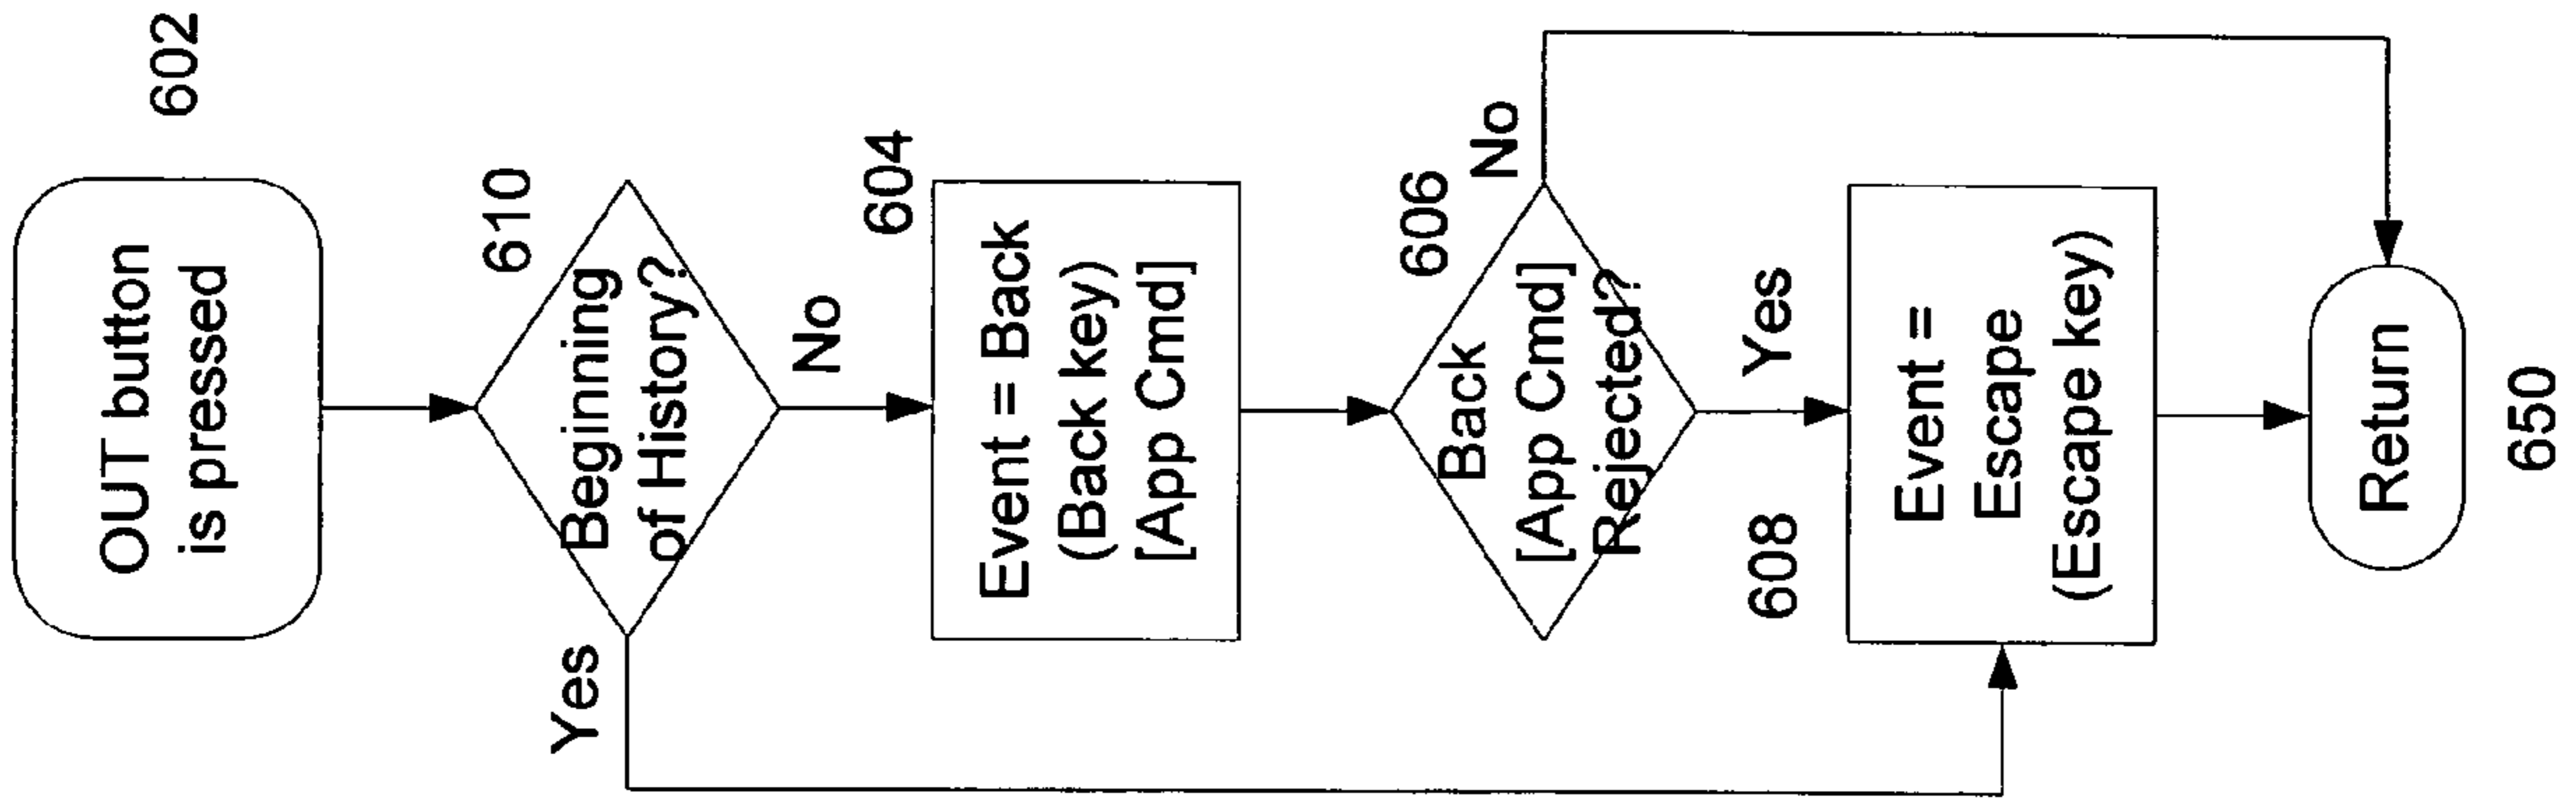 OUT button
is pressed
602
Beginning
of History?
610
Yes
No
Event = Back
(Back key)
[App Cmd]
604
Back
[App Cmd]
Rejected?
606
No
Yes
608
Event =
Escape
(Escape key)
Return
650